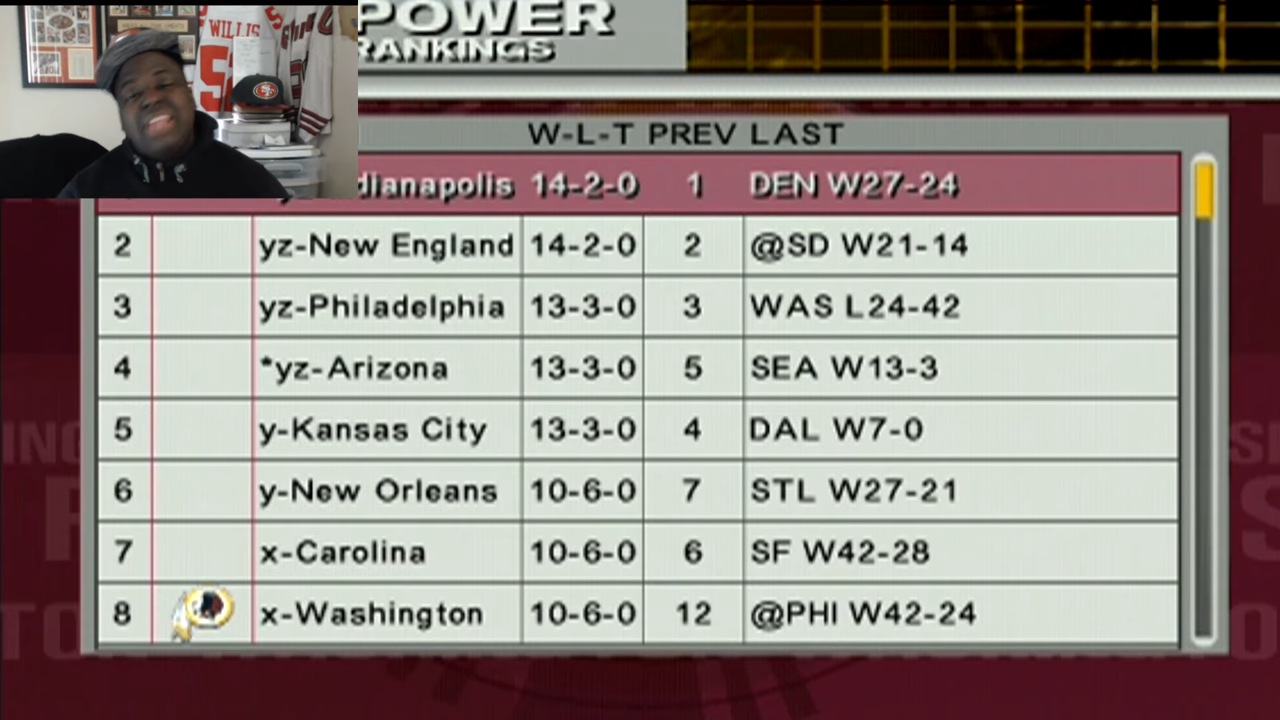 POWER
RANKINGS
WILLIS
W-L-T PREV LAST
dianapolis 14-2-0 1 DEN W27-24
2 yz-New England 14-2-0 2 @SD W21-14
3 yz-Philadelphia 13-3-0 3 WAS L24-42
4 *yz-Arizona 13-3-0 5 SEA W13-3
5 y-Kansas City 13-3-0 4 DAL W7-0
6 y-New Orleans 10-6-0 7 STL W27-21
7 x-Carolina 10-6-0 6 SF W42-28
8 x-Washington 10-6-0 12 @PHI W42-24